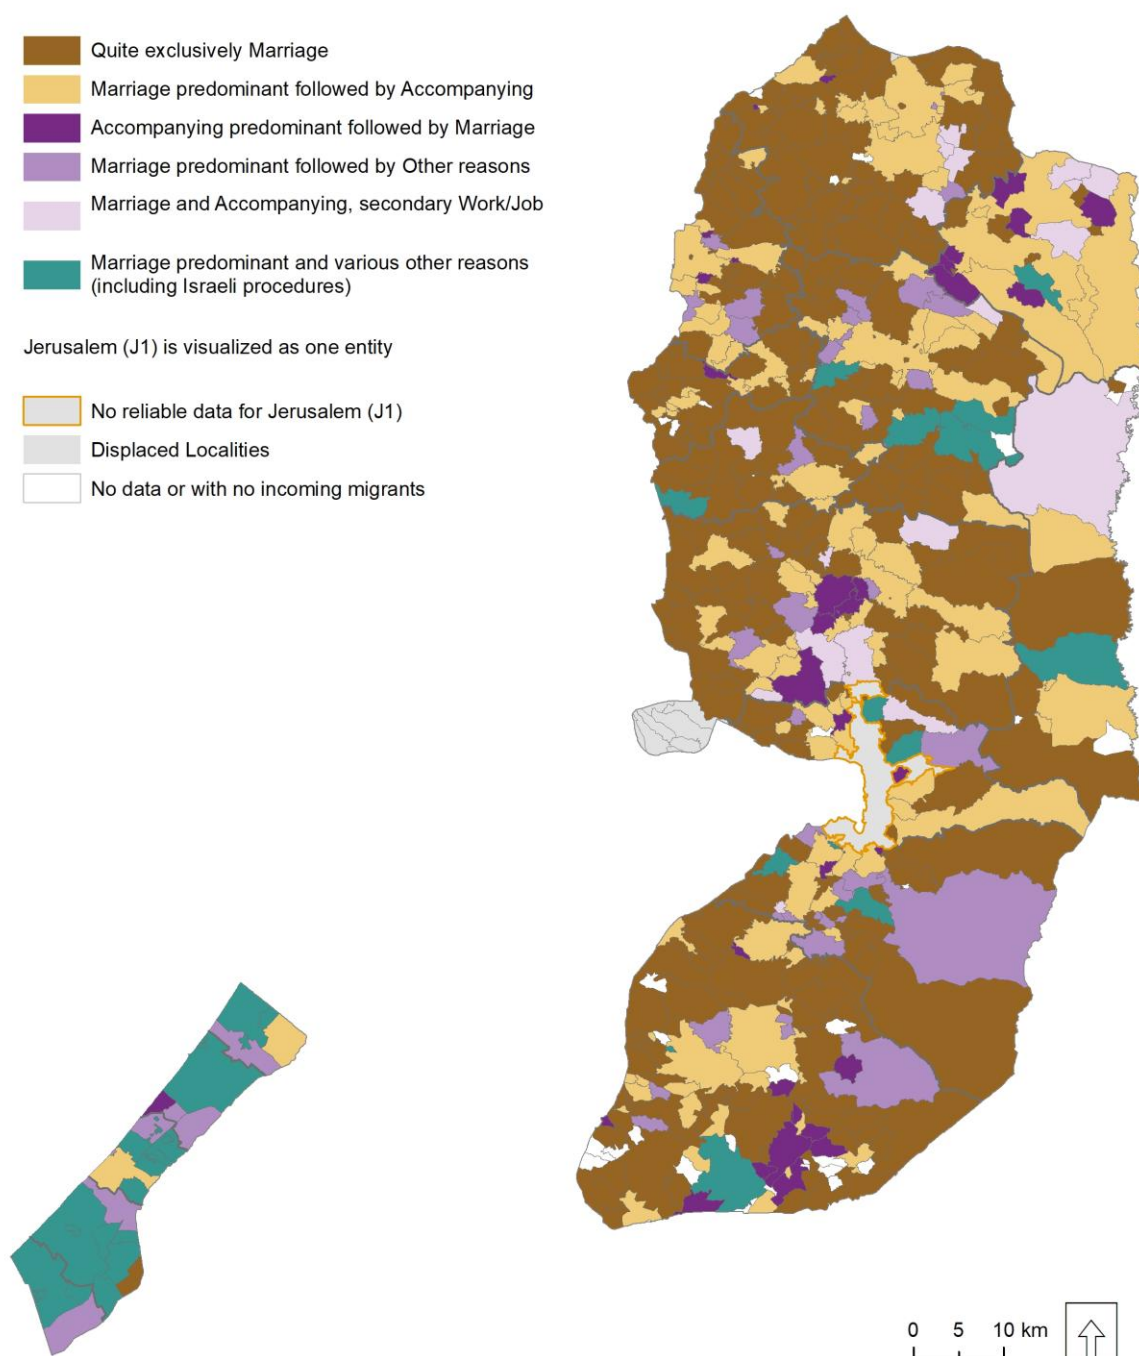 Quite exclusively Marriage
Marriage predominant followed by Accompanying
Accompanying predominant followed by Marriage
Marriage predominant followed by Other reasons
Marriage and Accompanying, secondary Work/Job
Marriage predominant and various other reasons
(including Israeli procedures)
Jerusalem (J1) is visualized as one entity
No reliable data for Jerusalem (J1)
Displaced Localities
No data or with no incoming migrants
0 5 10 km